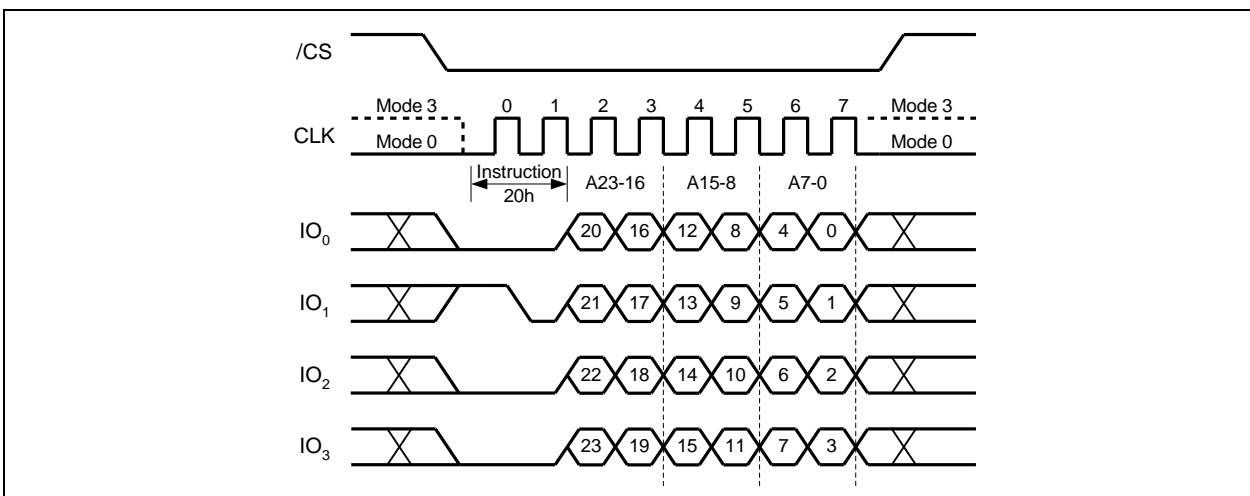 /CS
Mode 3 0 1 2 3 4 5 6 7 Mode 3
CLK
Mode 0 Mode 0
Instruction A23-16 A15-8 A7-0
20h
IO0 20 16 12 8 4 0
IO1 21 17 13 9 5 1
IO2 22 18 14 10 6 2
IO3 23 19 15 11 7 3